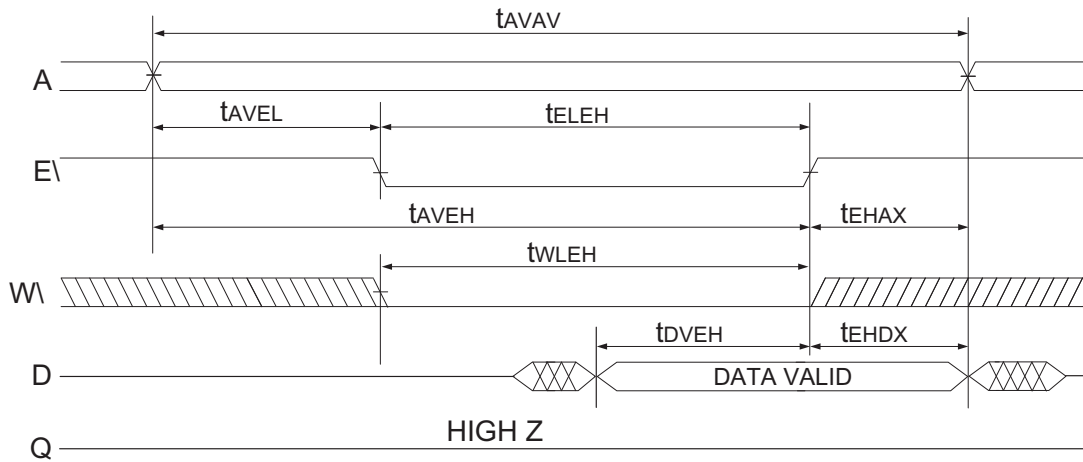 tAVAV
A
tAVEL tELEH
E\
tAVEH tEHAX
tWLEH
W\
tDVEH tEHDX
D DATA VALID
HIGH Z
Q